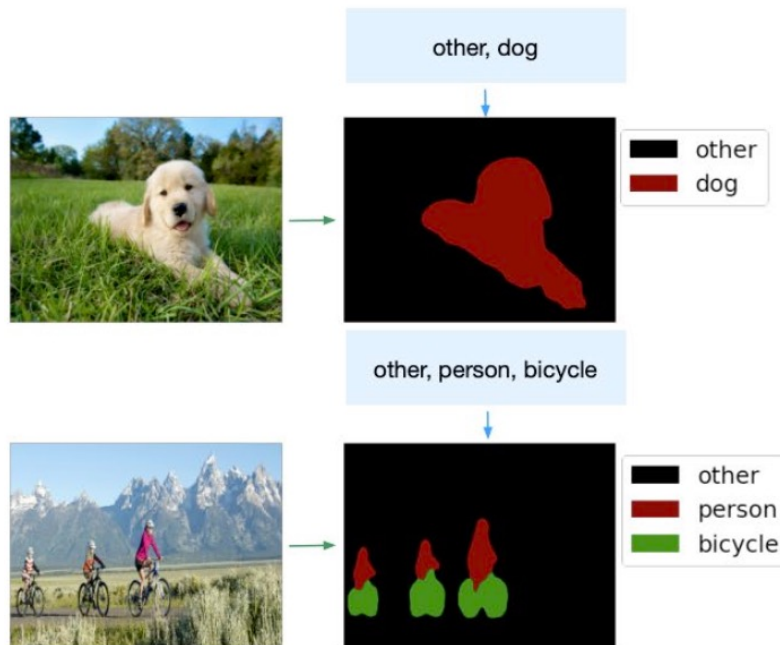 other, dog
other
dog
other, person, bicycle
other
person
bicycle